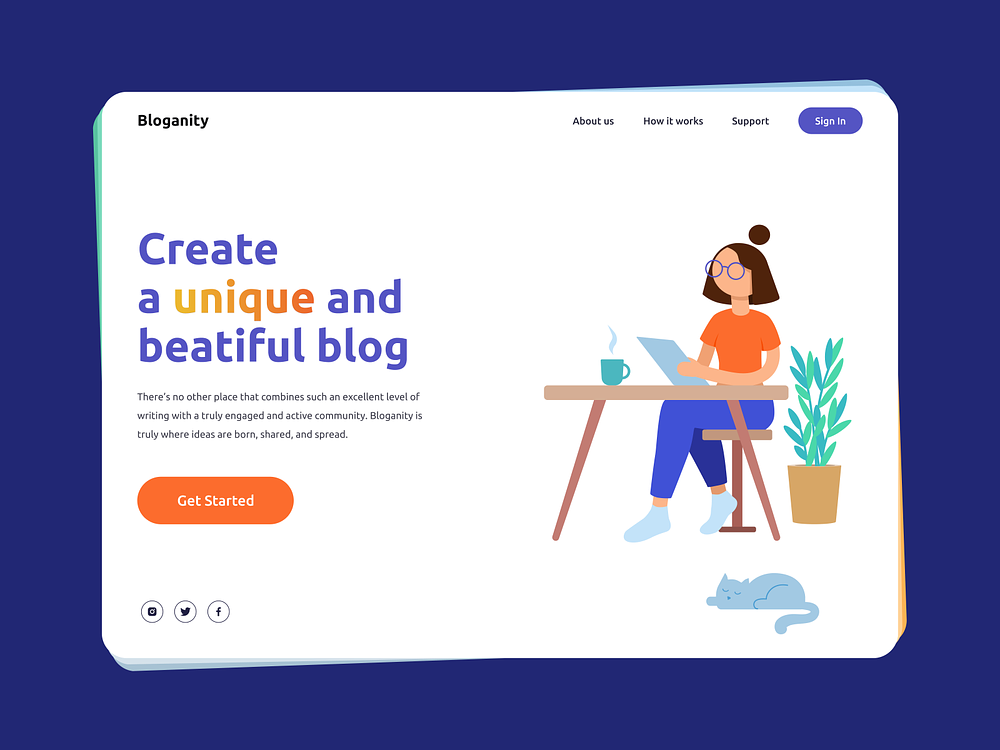 Bloganity
About us
How it works
Support
Sign In
Create
a unique and
beatiful blog
There's no other place that combines such an excellent level of
writing with a truly engaged and active community. Bloganity is
truly where ideas are born, shared, and spread.
Get Started